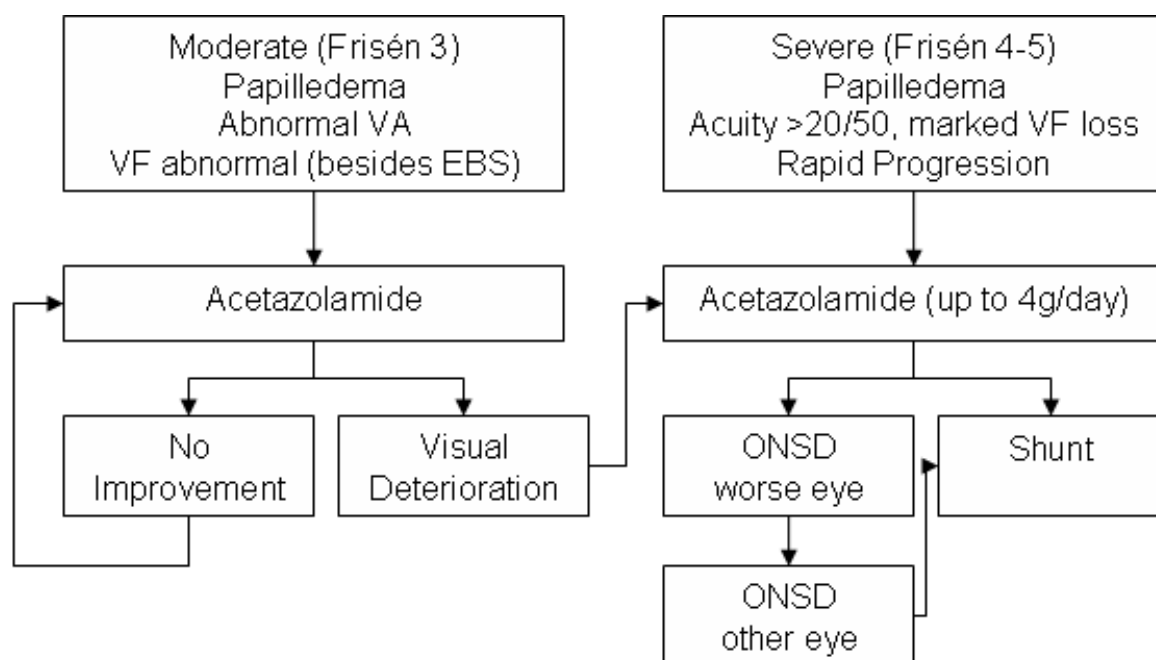 Moderate (Frisén 3)
Papilledema
Abnormal VA
VF abnormal (besides EBS)
Severe (Frisén 4-5)
Papilledema
Acuity >20/50, marked VF loss
Rapid Progression
Acetazolamide
Acetazolamide (up to 4g/day)
No
Improvement
Visual
Deterioration
ONSD
worse eye
Shunt
ONSD
other eye